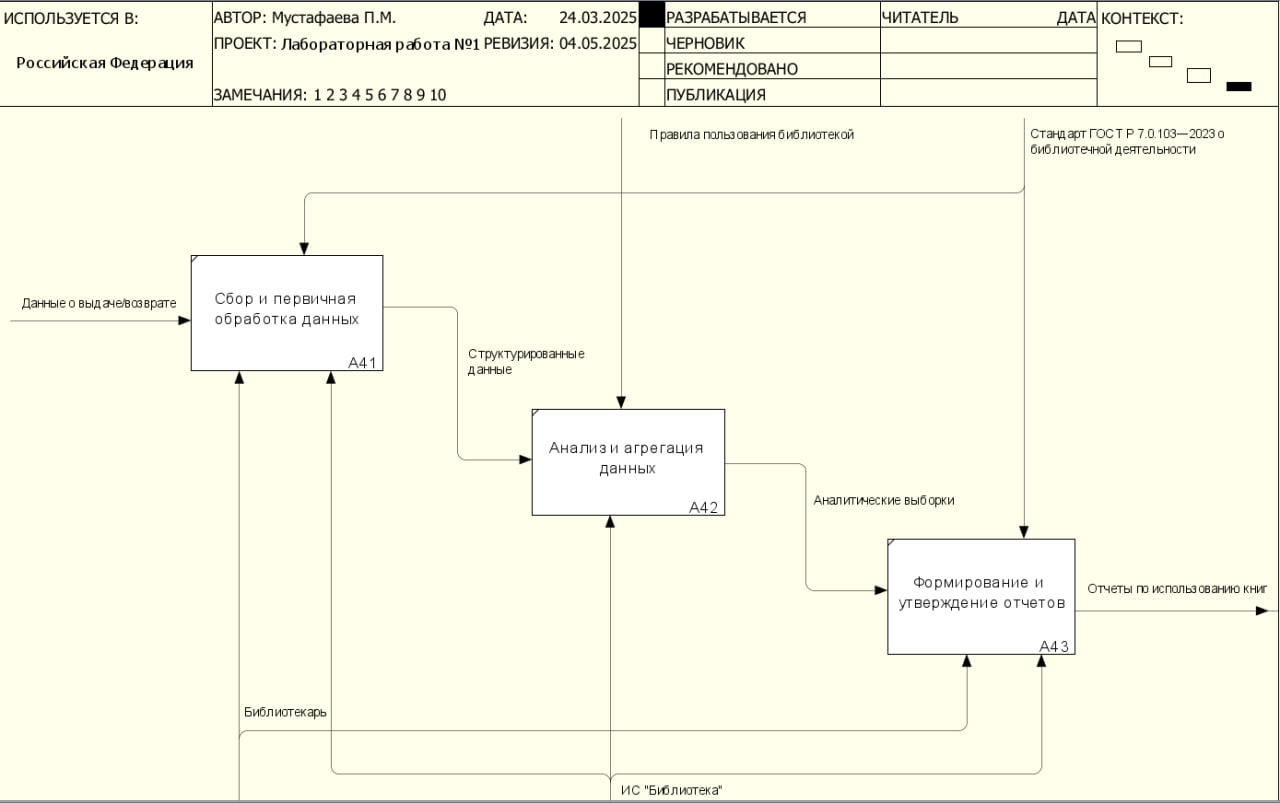 ИСПОЛЬЗУЕТСЯ В:
Российская Федерация
АВТОР: Мустафаева П.М.
ДАТА: 24.03.2025
ПРОЕКТ: Лабораторная работа №1
РЕВИЗИЯ: 04.05.2025
ЗАМЕЧАНИЯ: 1 2 3 4 5 6 7 8 9 10
РАЗРАБАТЫВАЕТСЯ
ЧЕРНОВИК
РЕКОМЕНДОВАНО
ПУБЛИКАЦИЯ
ЧИТАТЕЛЬ
ДАТА
КОНТЕКСТ:
Правила пользования библиотекой
Стандарт ГОСТ Р 7.0.103—2023 о
библиотечной деятельности
Данные о выдаче/возврате
Сбор и первичная
обработка данных
A41
Структурированные
данные
Анализ и агрегация
данных
A42
Аналитические выборки
Формирование и
утверждение отчетов
A43
Отчеты по использованию книг
Библиотекарь
ИС "Библиотека"